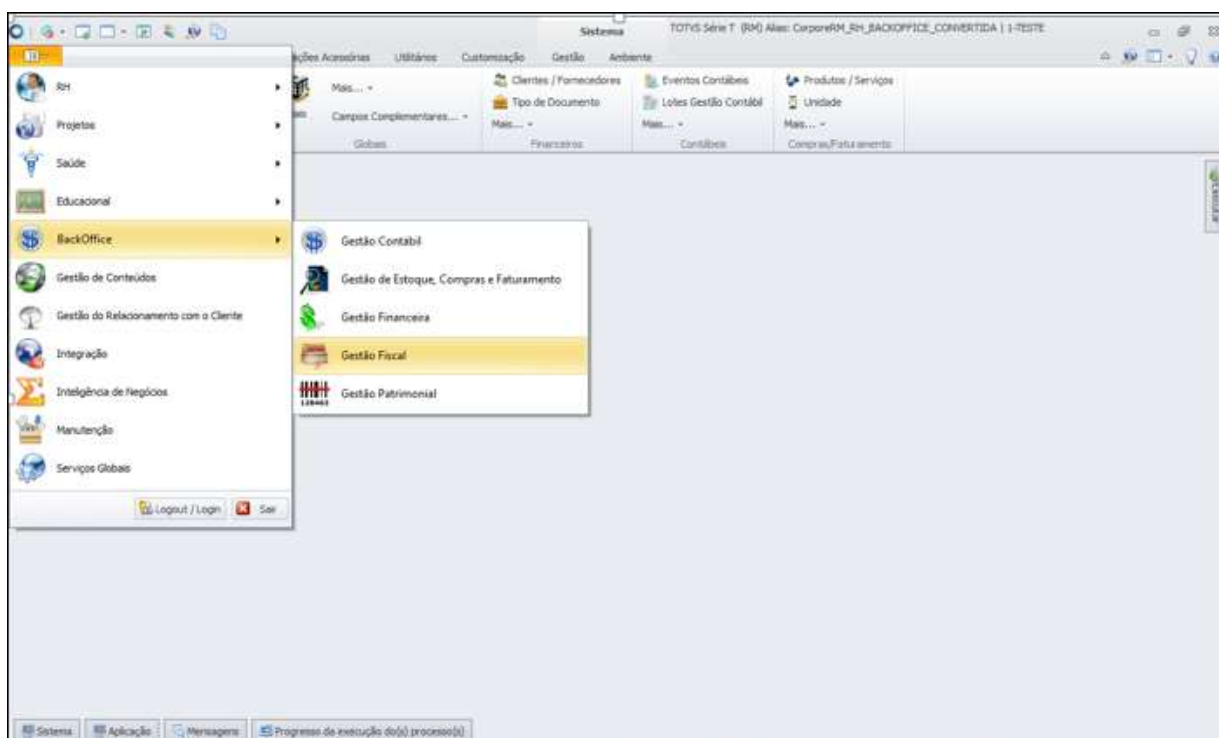 Sistema
TOTVS Série T (RM) Alias: CorporeRM_RH_BACKOFFICE_CONVERTIDA | 1-TESTE
ções Acessórias Utilitários Customização Gestão Ambiente
RH
Projetos
Saúde
Educacional
BackOffice
Gestão de Conteúdos
Gestão do Relacionamento com o Cliente
Integração
Inteligência de Negócios
Manutenção
Serviços Globais
Logout / Login
Sair
Mais...
Campos Complementares...
Globais
Clientes / Fornecedores
Tipo de Documento
Mais...
Financeiros
Eventos Contábeis
Lotes Gestão Contábil
Mais...
Contábeis
Produtos / Serviços
Unidade
Mais...
Compras/Faturamento
Gestão Contábil
Gestão de Estoque, Compras e Faturamento
Gestão Financeira
Gestão Fiscal
Gestão Patrimonial
Executar
Sistema
Aplicação
Mensagens
Progresso da execução do(s) processo(s)